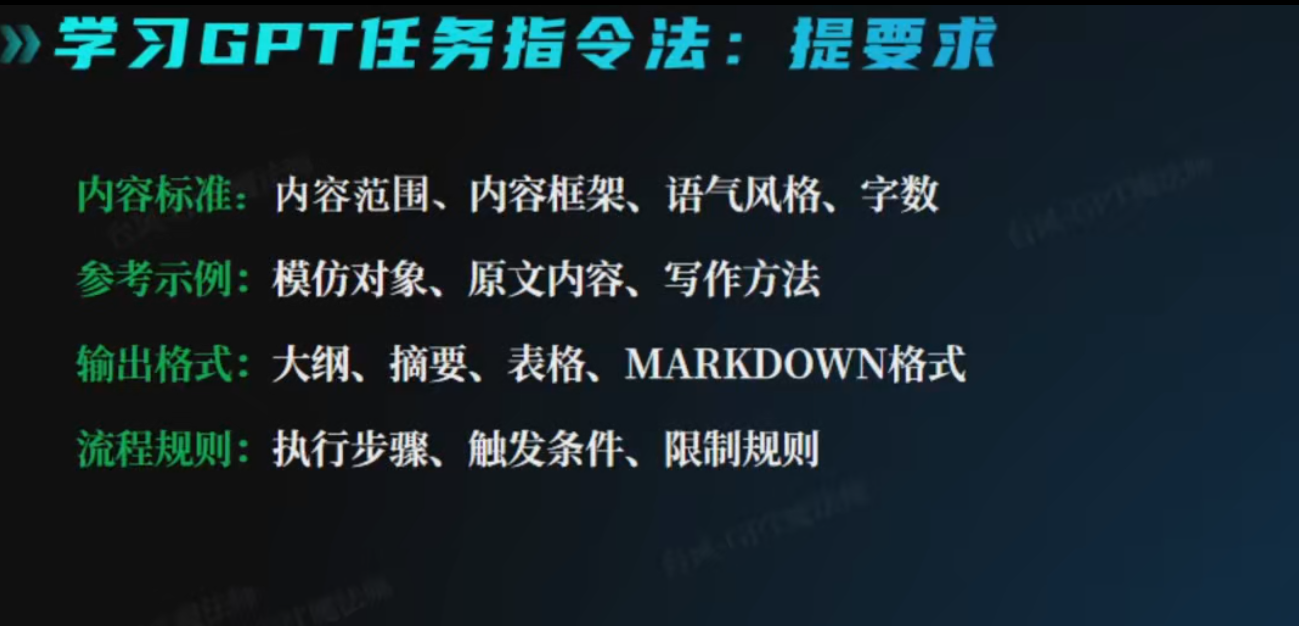 学习GPT任务指令法：提要求
内容标准：内容范围、内容框架、语气风格、字数
参考示例：模仿对象、原文内容、写作方法
输出格式：大纲、摘要、表格、MARKDOWN格式
流程规则：执行步骤、触发条件、限制规则